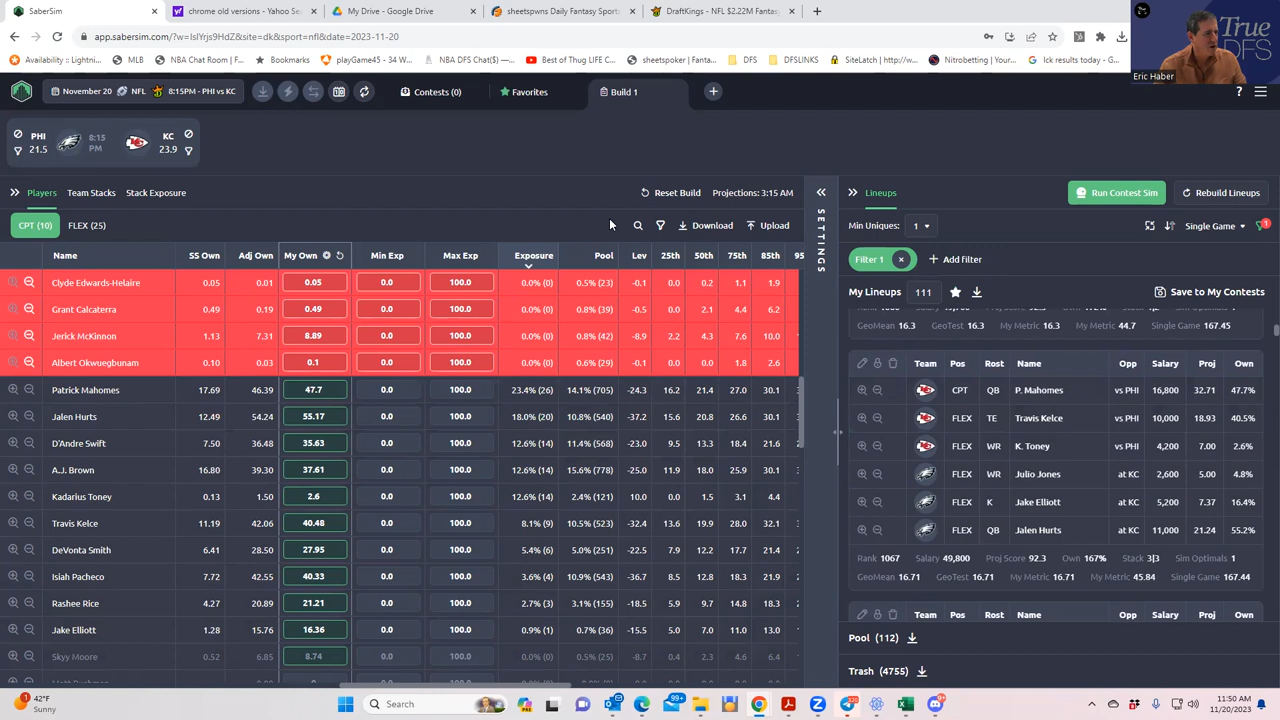 SaberSim
chrome old versions - Yahoo Se
My Drive - Google Drive
sheetspwns Daily Fantasy Sports
DraftKings - NFL $2.22M Fantasy
app.sabersim.com/?w=IslYrjs9HdZ&site=dk&sport=nfl&date=2023-11-20
Availability :: Lightni...
MLB
NBA Chat Room | F...
My lineups
playGame45 - Imgur
NBA DFS Chat($) —...
Best of Thug LIFE C...
sheetspoker | Fanta...
DFS
DFSLINKS
SiteLatch | http://w...
Nitrobetting | Your...
lck results today - G...
True
DFS
Eric Haber
November 20 NFL 8:15PM - PHI vs KC
Contests (0)
Favorites
Build 1
?
PHI
21.5
8:15
PM
KC
23.9
Players
Team Stacks
Stack Exposure
Reset Build
Projections: 3:15 AM
CPT (10)
FLEX (25)
Download
Upload
Name SS Own Adj Own My Own Min Exp Max Exp Exposure Pool Lev 25th 50th 75th 85th 95
Clyde Edwards-Helaire 0.05 0.01 0.05 0.0 100.0 0.0% (0) 0.5% (23) -0.1 0.0 0.2 1.1 1.9
Grant Calcaterra 0.49 0.19 0.49 0.0 100.0 0.0% (0) 0.8% (39) -0.5 0.0 2.1 4.4 6.2
Jerick McKinnon 1.13 7.31 8.89 0.0 100.0 0.0% (0) 0.8% (42) -8.9 2.2 4.3 7.6 10.0
Albert Okwuegbunam 0.10 0.03 0.1 0.0 100.0 0.0% (0) 0.6% (29) -0.1 0.0 0.0 1.8 2.6
Patrick Mahomes 17.69 46.39 47.7 0.0 100.0 23.4% (26) 14.1% (705) -24.3 16.2 21.4 27.0 30.1
Jalen Hurts 12.49 54.24 55.17 0.0 100.0 18.0% (20) 10.8% (540) -37.2 15.6 20.8 26.6 30.1
D'Andre Swift 7.50 36.48 35.63 0.0 100.0 12.6% (14) 11.4% (568) -23.0 9.5 13.3 18.4 21.6
A.J. Brown 16.80 39.30 37.61 0.0 100.0 12.6% (14) 15.6% (778) -25.0 11.9 18.0 25.9 30.1
Kadarius Toney 0.13 1.50 2.6 0.0 100.0 12.6% (14) 2.4% (121) 10.0 0.0 1.5 3.1 4.4
Travis Kelce 11.19 42.06 40.48 0.0 100.0 8.1% (9) 10.5% (523) -32.4 13.6 19.9 28.0 32.1
DeVonta Smith 6.41 28.50 27.95 0.0 100.0 5.4% (6) 5.0% (251) -22.5 7.9 12.2 17.7 21.4
Isiah Pacheco 7.72 42.55 40.33 0.0 100.0 3.6% (4) 10.9% (543) -36.7 8.5 12.8 18.3 21.9
Rashee Rice 4.27 20.89 21.21 0.0 100.0 2.7% (3) 3.1% (155) -18.5 5.9 9.7 14.8 18.3
Jake Elliott 1.28 15.76 16.36 0.0 100.0 0.9% (1) 0.7% (36) -15.5 5.0 7.0 11.0 13.0
Skyy Moore 0.52 6.85 8.74 0.0 100.0 0.0% (0) 0.5% (25) -8.7 0.4 2.3 4.6 6.4
SETTINGS
Lineups
Run Contest Sim
Rebuild Lineups
Min Uniques: 1
Single Game
1
Filter 1
Add Filter
My Lineups 111
Save to My Contests
GeoMean 16.3 GeoTest 16.3 My Metric 16.3 My Metric 44.7 Single Game 167.45
Team Pos Rost Name Opp Salary Proj Own
CPT QB P. Mahomes vs PHI 16,800 32.71 47.7%
FLEX TE Travis Kelce vs PHI 10,000 18.93 40.5%
FLEX WR K. Toney vs PHI 4,200 7.00 2.6%
FLEX WR Julio Jones at KC 2,600 5.00 4.8%
FLEX K Jake Elliott at KC 5,200 7.37 16.4%
FLEX QB Jalen Hurts at KC 11,000 21.24 55.2%
Rank 1067 Salary 49,800 Proj Score 92.3 Own 167% Stack 3|3 Sim Optimals 1
GeoMean 16.71 GeoTest 16.71 My Metric 16.71 My Metric 45.84 Single Game 167.44
Team Pos Rost Name Opp Salary Proj Own
Pool (112)
Trash (4755)
42°F
Sunny
Search
99+
11:50 AM
11/20/2023